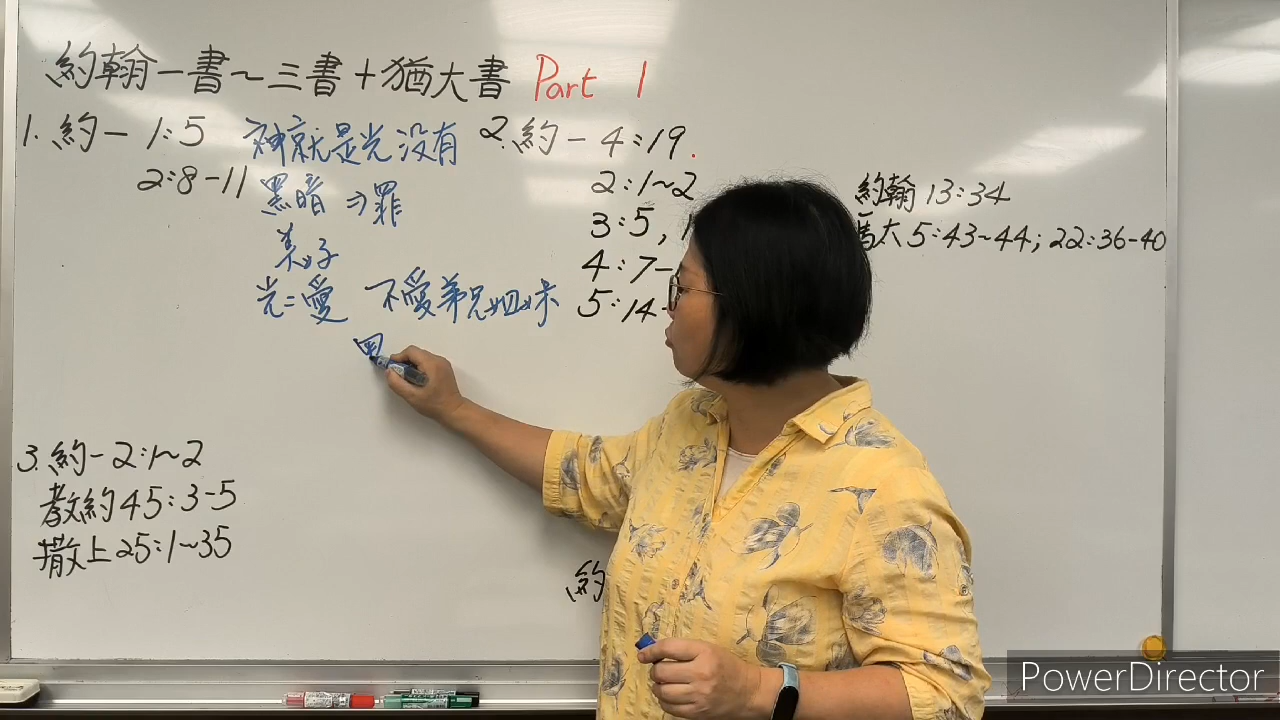 約翰一書~三書+猶大書 Part 1
1. 約一 1:5 神就是光没有
2:8-11 黑暗 ⇒ 罪
光=愛 不愛弟兄姐妹
2. 約一 4:19.
2:1~2
3:5,
4:7-
5:14-
約翰 13:34
馬太 5:43~44; 22:36-40
3. 約一 2:1~2
教約 45:3-5
撒上 25:1~35
約
PowerDirector